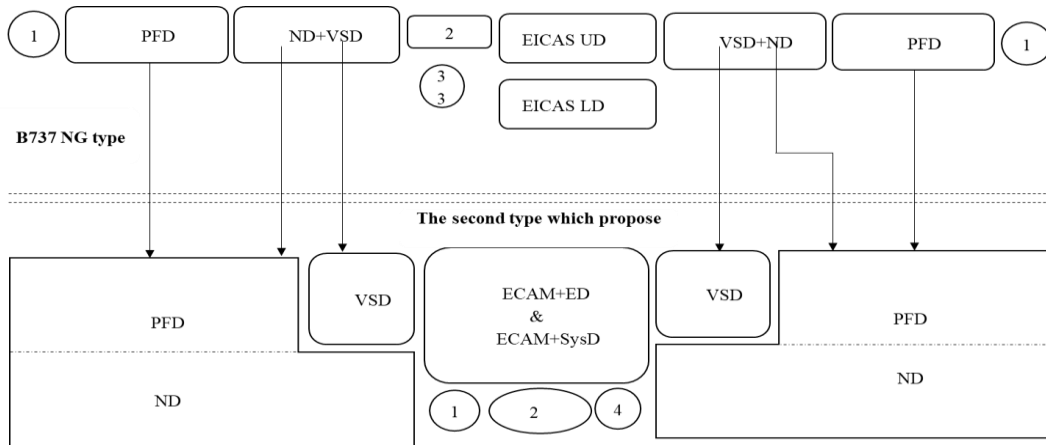 1
PFD
ND+VSD
2
EICAS UD
VSD+ND
PFD
1
3
3
EICAS LD
B737 NG type
The second type which propose
PFD
VSD
ECAM+ED
&
ECAM+SysD
VSD
PFD
ND
ND
1
2
4